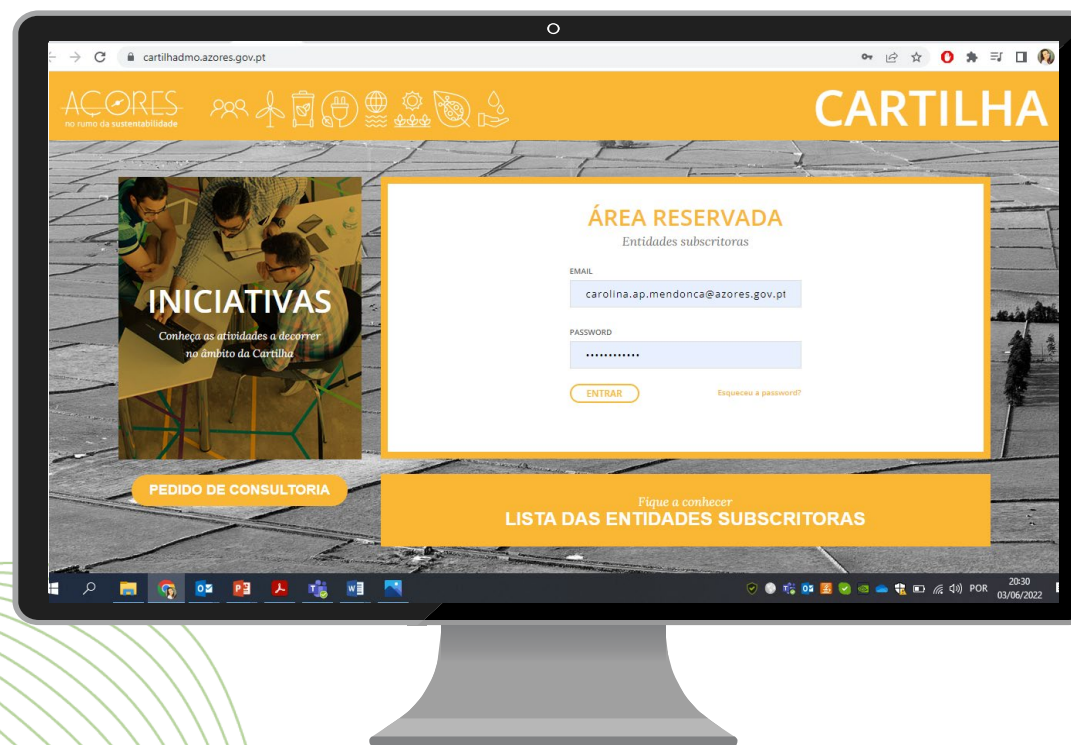 cartilhadmo.azores.gov.pt
AÇORES
no rumo da sustentabilidade
CARTILHA
INICIATIVAS
Conheça as atividades a decorrer
no âmbito da Cartilha
PEDIDO DE CONSULTORIA
ÁREA RESERVADA
Entidades subscritoras
EMAIL
carolina.ap.mendonca@azores.gov.pt
PASSWORD
••••••••••••
ENTRAR
Esqueceu a password?
Fique a conhecer
LISTA DAS ENTIDADES SUBSCRITORAS
POR
20:30
03/06/2022